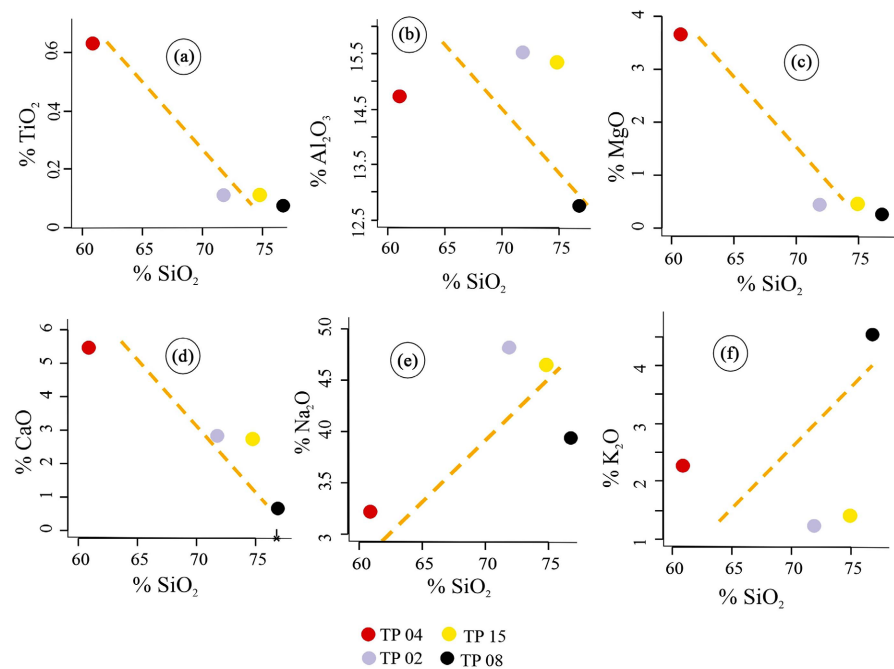 (a)
% TiO₂
0.6
0.4
0.2
0
60 65 70 75
% SiO₂
(b)
% Al₂O₃
15.5
14.5
13.5
12.5
60 65 70 75
% SiO₂
(c)
% MgO
4
3
2
1
0
60 65 70 75
% SiO₂
(d)
% CaO
6
5
4
3
2
1
0
60 65 70 75
% SiO₂
(e)
% Na₂O
5.0
4.5
4.0
3.5
3
60 65 70 75
% SiO₂
(f)
% K₂O
4
3
2
1
60 65 70 75
% SiO₂
TP 04 TP 15
TP 02 TP 08